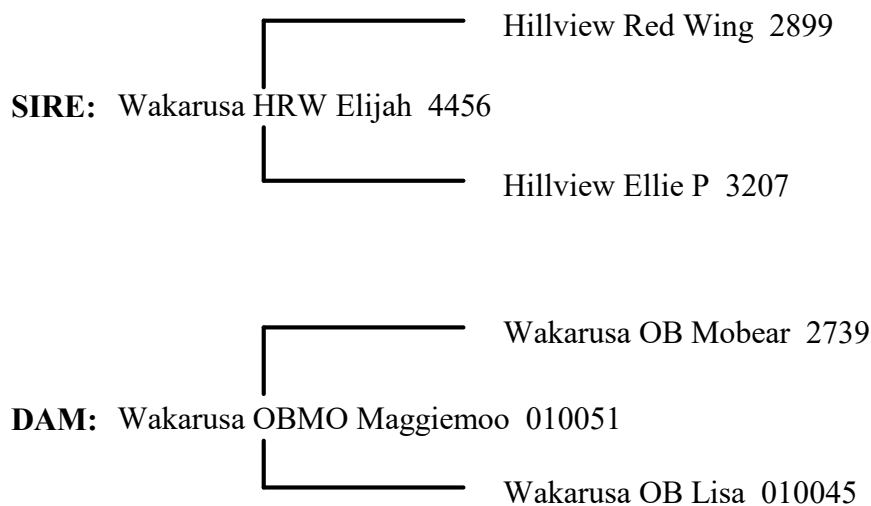 Hillview Red Wing 2899
SIRE: Wakarusa HRW Elijah 4456
Hillview Ellie P 3207
Wakarusa OB Mobear 2739
DAM: Wakarusa OBMO Maggiemoo 010051
Wakarusa OB Lisa 010045